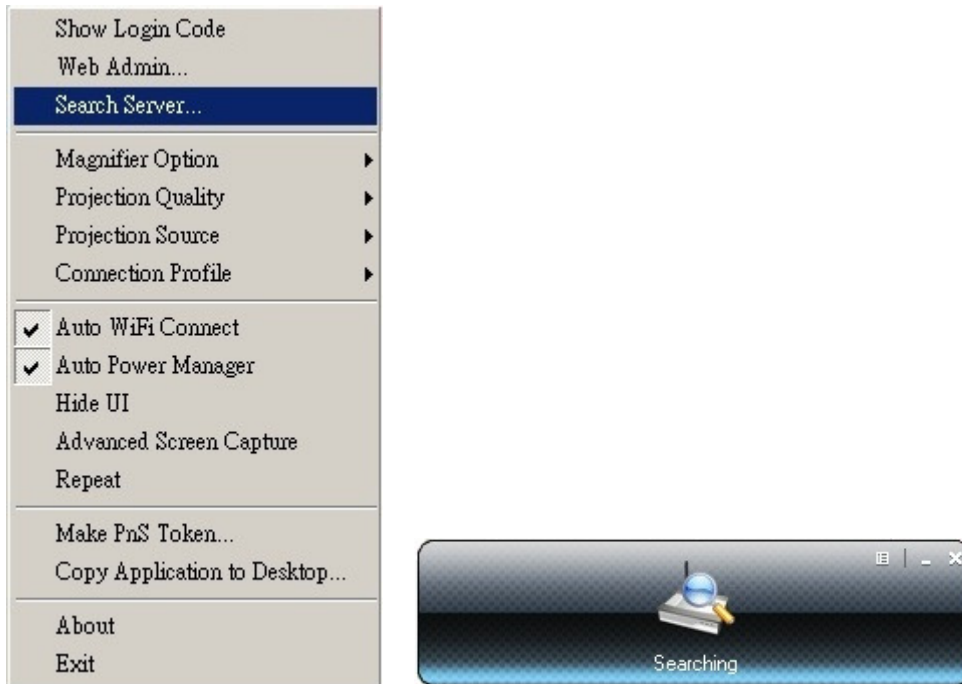 Show Login Code
Web Admin...
Search Server...
Magnifier Option
Projection Quality
Projection Source
Connection Profile
Auto WiFi Connect
Auto Power Manager
Hide UI
Advanced Screen Capture
Repeat
Make PnS Token...
Copy Application to Desktop...
About
Exit
Searching